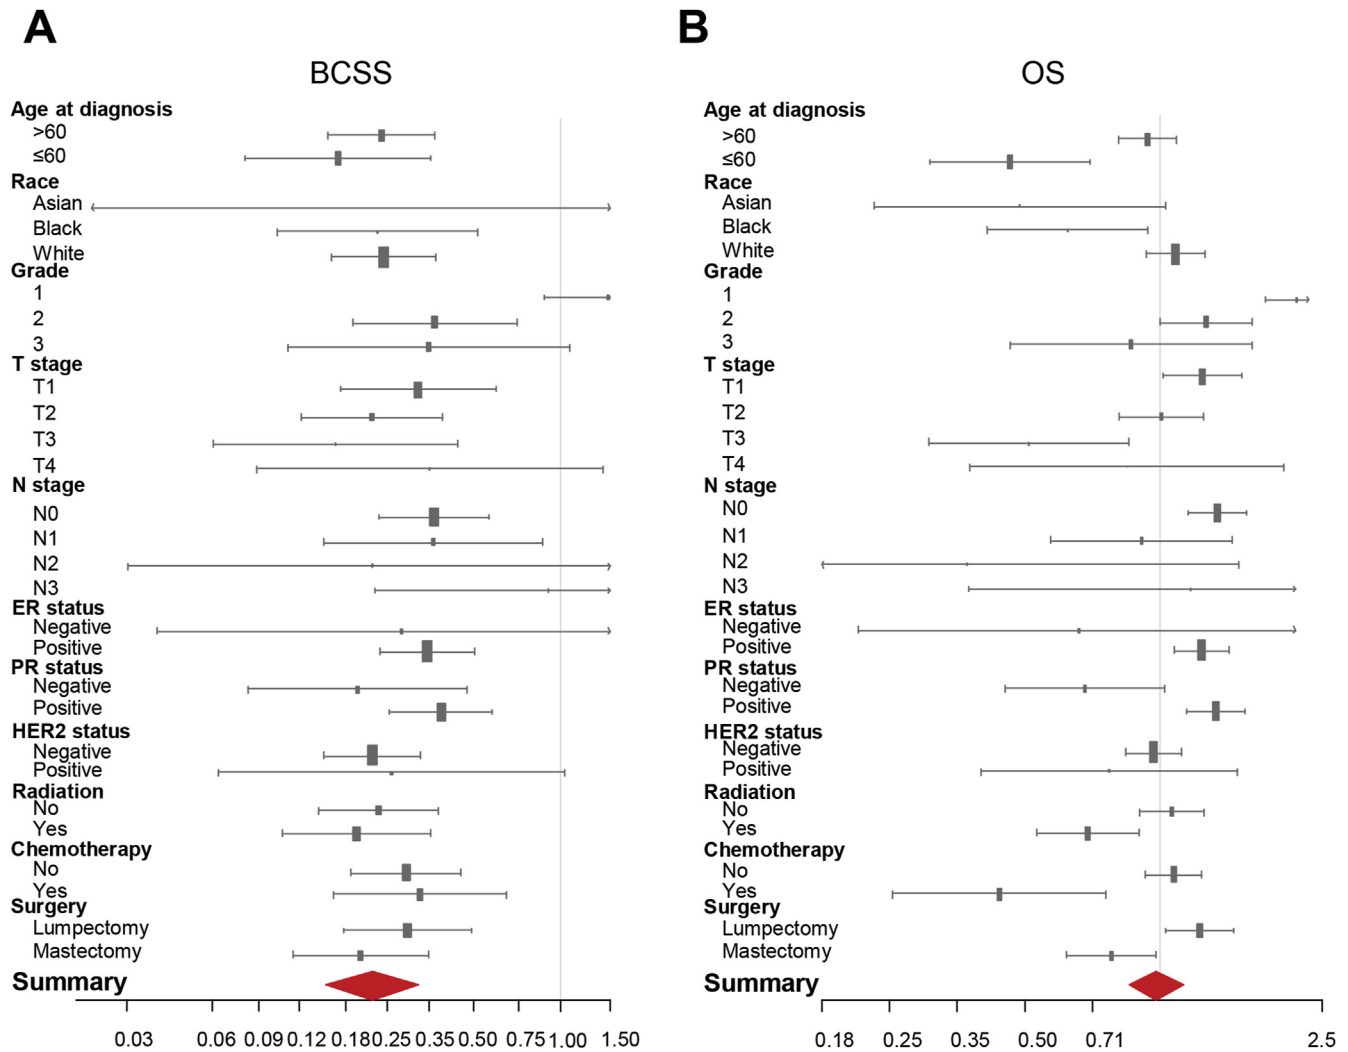 A
BCSS
Age at diagnosis
>60
≤60
Race
Asian
Black
White
Grade
1
2
3
T stage
T1
T2
T3
T4
N stage
N0
N1
N2
N3
ER status
Negative
Positive
PR status
Negative
Positive
HER2 status
Negative
Positive
Radiation
No
Yes
Chemotherapy
No
Yes
Surgery
Lumpectomy
Mastectomy
Summary
0.03 0.06 0.09 0.12 0.18 0.25 0.35 0.50 0.75 1.00 1.50
B
OS
Age at diagnosis
>60
≤60
Race
Asian
Black
White
Grade
1
2
3
T stage
T1
T2
T3
T4
N stage
N0
N1
N2
N3
ER status
Negative
Positive
PR status
Negative
Positive
HER2 status
Negative
Positive
Radiation
No
Yes
Chemotherapy
No
Yes
Surgery
Lumpectomy
Mastectomy
Summary
0.18 0.25 0.35 0.50 0.71 2.5